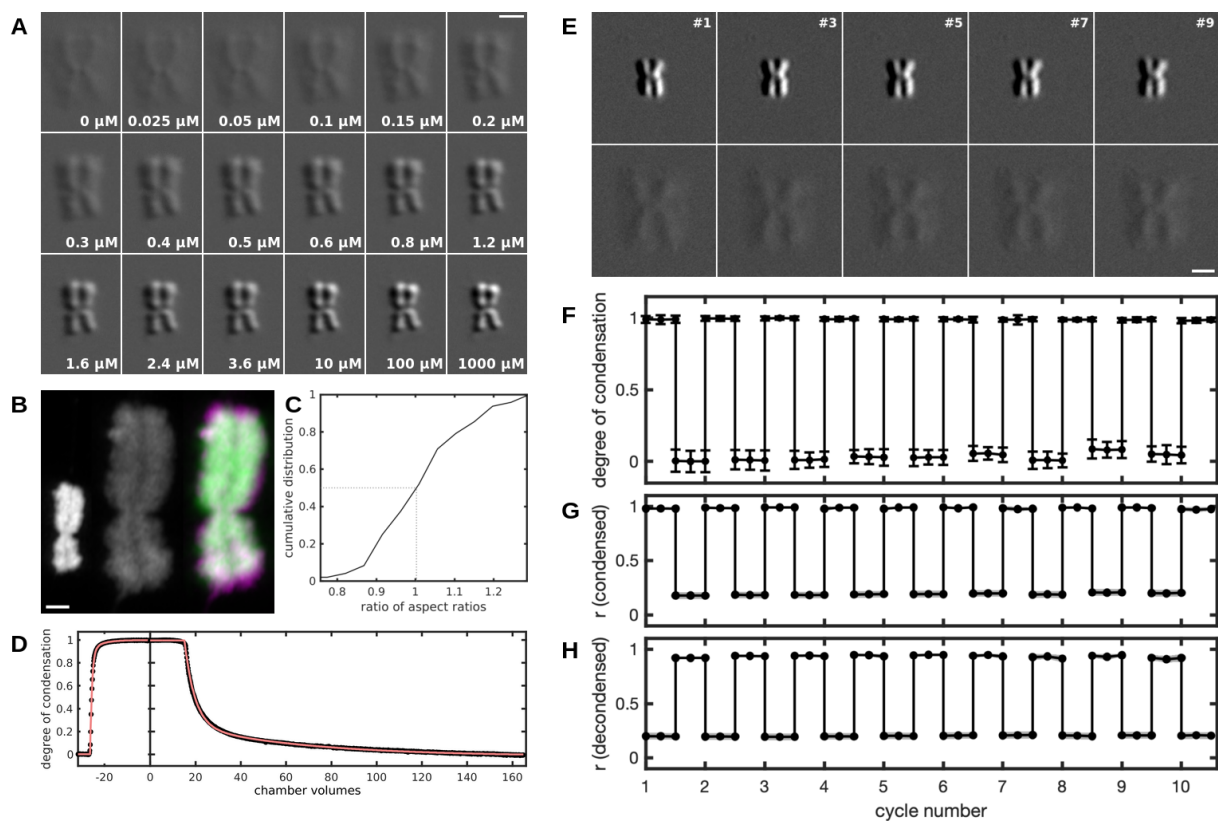 A
0 µM 0.025 µM 0.05 µM 0.1 µM 0.15 µM 0.2 µM
0.3 µM 0.4 µM 0.5 µM 0.6 µM 0.8 µM 1.2 µM
1.6 µM 2.4 µM 3.6 µM 10 µM 100 µM 1000 µM
B
C
cumulative distribution
1
0.8
0.6
0.4
0.2
0
0.8 0.9 1 1.1 1.2
ratio of aspect ratios
D
degree of condensation
1
0.8
0.6
0.4
0.2
0
-20 0 20 40 60 80 100 120 140 160
chamber volumes
E
#1 #3 #5 #7 #9
F
degree of condensation
1
0.5
0
G
r (condensed)
1
0.5
0
H
r (decondensed)
1
0.5
0
1 2 3 4 5 6 7 8 9 10
cycle number